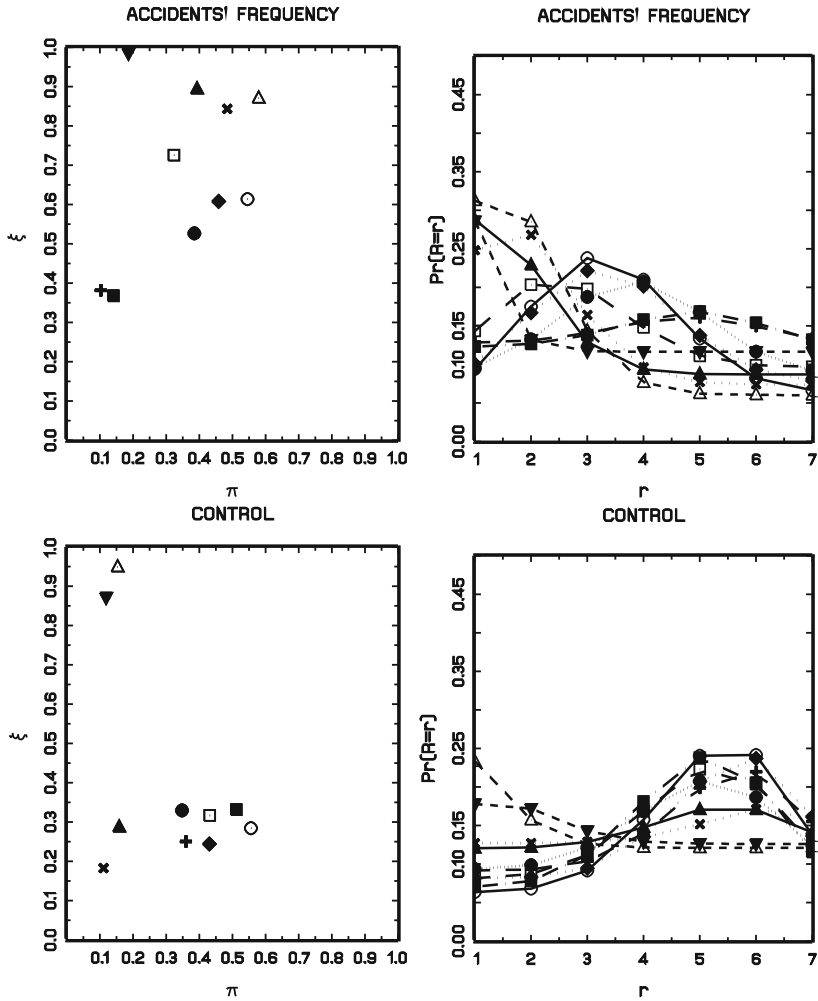 ACCIDENTS' FREQUENCY
ξ
1.0
0.9
0.8
0.7
0.6
0.5
0.4
0.3
0.2
0.1
0.0
0.1 0.2 0.3 0.4 0.5 0.6 0.7 0.8 0.9 1.0
π
ACCIDENTS' FREQUENCY
Pr(R=r)
0.45
0.35
0.25
0.15
0.10
0.00
1 2 3 4 5 6 7
r
CONTROL
ξ
1.0
0.9
0.8
0.7
0.6
0.5
0.4
0.3
0.2
0.1
0.0
0.1 0.2 0.3 0.4 0.5 0.6 0.7 0.8 0.9 1.0
π
CONTROL
Pr(R=r)
0.45
0.35
0.25
0.15
0.10
0.00
1 2 3 4 5 6 7
r